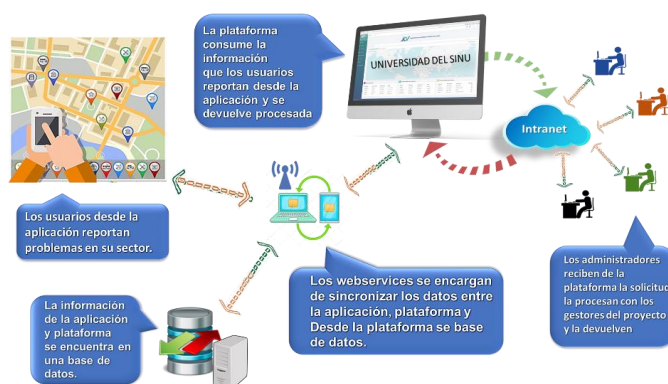 La plataforma
consume la
información
que los usuarios
reportan desde la
aplicación y se
devuelve procesada
UNIVERSIDAD DEL SINU
Intranet
Los usuarios desde la
aplicación reportan
problemas en su sector.
Los webservices se encargan
de sincronizar los datos entre
la aplicación, plataforma y
Desde la plataforma se base
de datos.
Los administradores
reciben de la
plataforma la solicitud
la procesan con los
gestores del proyecto
y la devuelven
La información
de la aplicación
y plataforma
se encuentra en
una base de
datos.